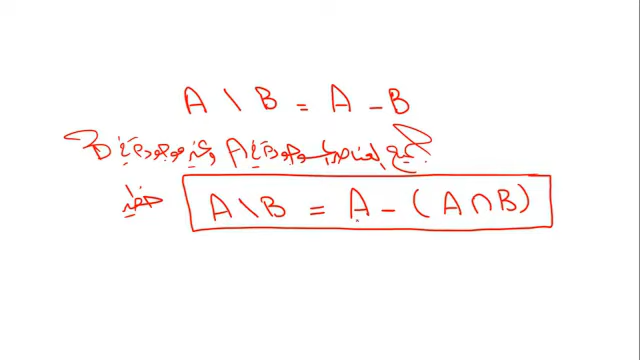 A \ B = A - B
جميع العناصر الموجودة في A وغير موجودة في B
A \ B = A - (A ∩ B)